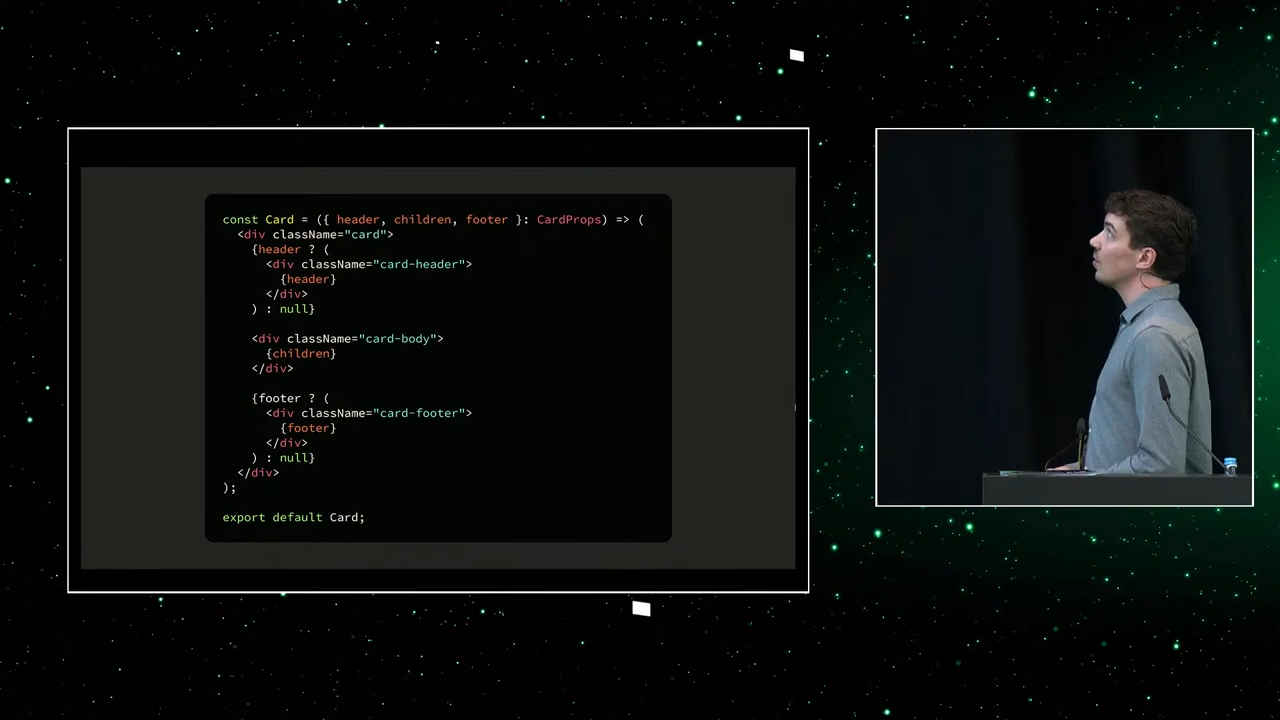 const Card = ({ header, children, footer }: CardProps) => (
  <div className="card">
    {header ? (
      <div className="card-header">
        {header}
      </div>
    ) : null}

    <div className="card-body">
      {children}
    </div>

    {footer ? (
      <div className="card-footer">
        {footer}
      </div>
    ) : null}
  </div>
);

export default Card;